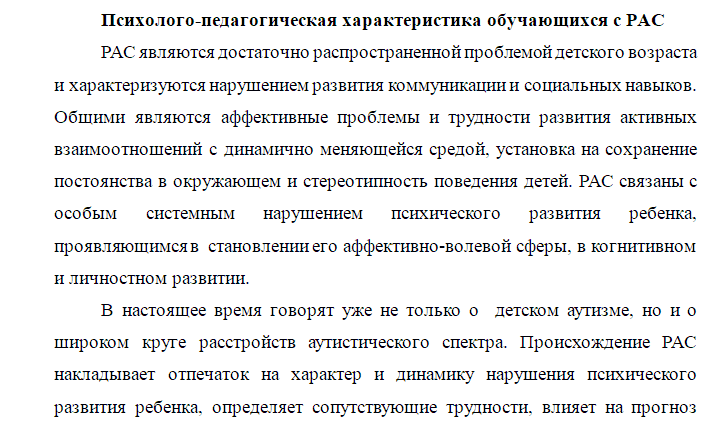 Психолого-педагогическая характеристика обучающихся с РАС
РАС являются достаточно распространенной проблемой детского возраста
и характеризуются нарушением развития коммуникации и социальных навыков.
Общими являются аффективные проблемы и трудности развития активных
взаимоотношений с динамично меняющейся средой, установка на сохранение
постоянства в окружающем и стереотипность поведения детей. РАС связаны с
особым системным нарушением психического развития ребенка,
проявляющимся в становлении его аффективно-волевой сферы, в когнитивном
и личностном развитии.
В настоящее время говорят уже не только о детском аутизме, но и о
широком круге расстройств аутистического спектра. Происхождение РАС
накладывает отпечаток на характер и динамику нарушения психического
развития ребенка, определяет сопутствующие трудности, влияет на прогноз